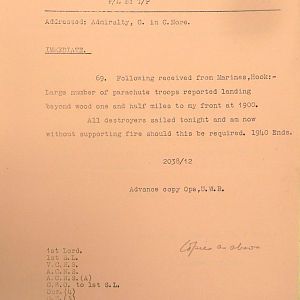 P/L BY T/P
Addressed: Admiralty, C. in C.Nore.
IMMEDIATE.
69. Following received from Marines, Hook:-
Large number of parachute troops reported landing
beyond wood one and half miles to my front at 1900.
All destroyers sailed tonight and am now
without supporting fire should this be required. 1940 Ends.
2038/12
Advance copy Ops, D.W.R.
Copies as above
1st Lord.
1st S.L.
V.C.N.S.
A.C.N.S.
A.C.N.S.(A)
to 1st S.L.